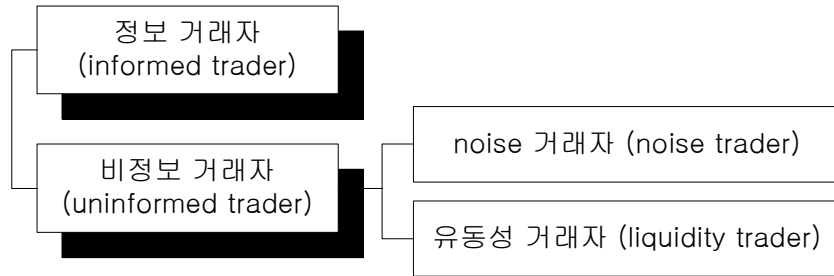 정보 거래자
(informed trader)
비정보 거래자
(uninformed trader)
noise 거래자 (noise trader)
유동성 거래자 (liquidity trader)